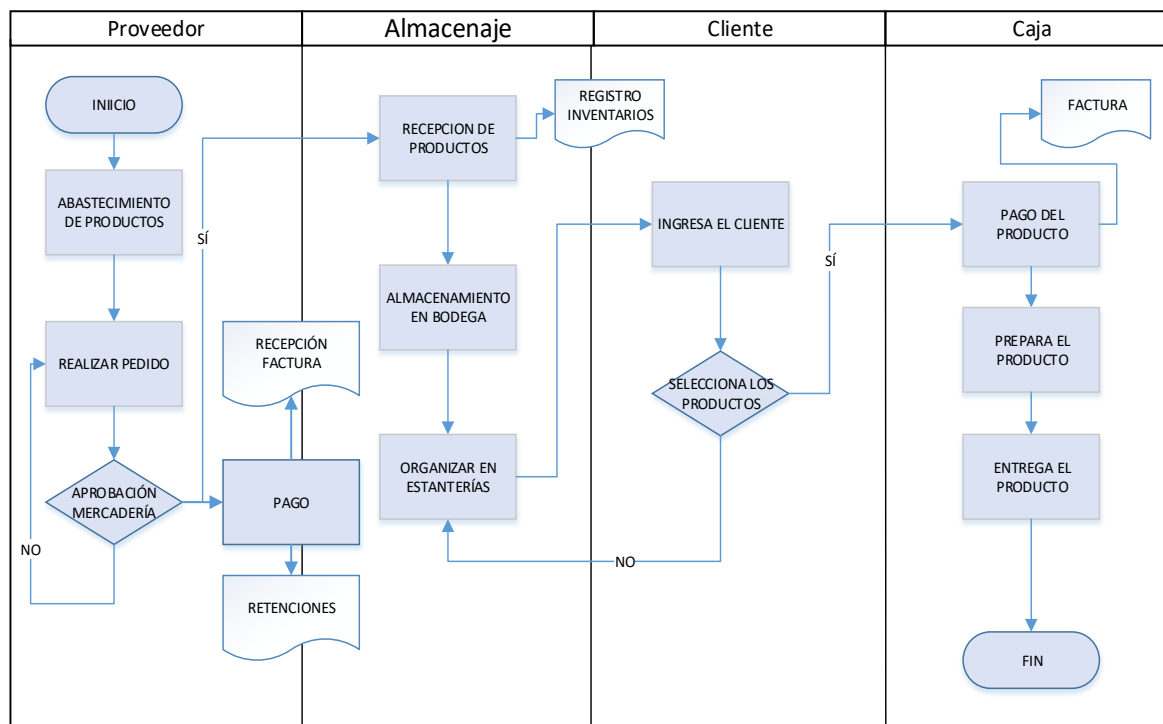 Proveedor
Almacenaje
Cliente
Caja
INIICIO
ABASTECIMIENTO
DE PRODUCTOS
SÍ
REALIZAR PEDIDO
APROBACIÓN
MERCADERÍA
NO
RECEPCIÓN
FACTURA
PAGO
RETENCIONES
RECEPCION DE
PRODUCTOS
REGISTRO
INVENTARIOS
ALMACENAMIENTO
EN BODEGA
ORGANIZAR EN
ESTANTERÍAS
INGRESA EL CLIENTE
SELECCIONA LOS
PRODUCTOS
NO
SÍ
FACTURA
PAGO DEL
PRODUCTO
PREPARA EL
PRODUCTO
ENTREGA EL
PRODUCTO
FIN